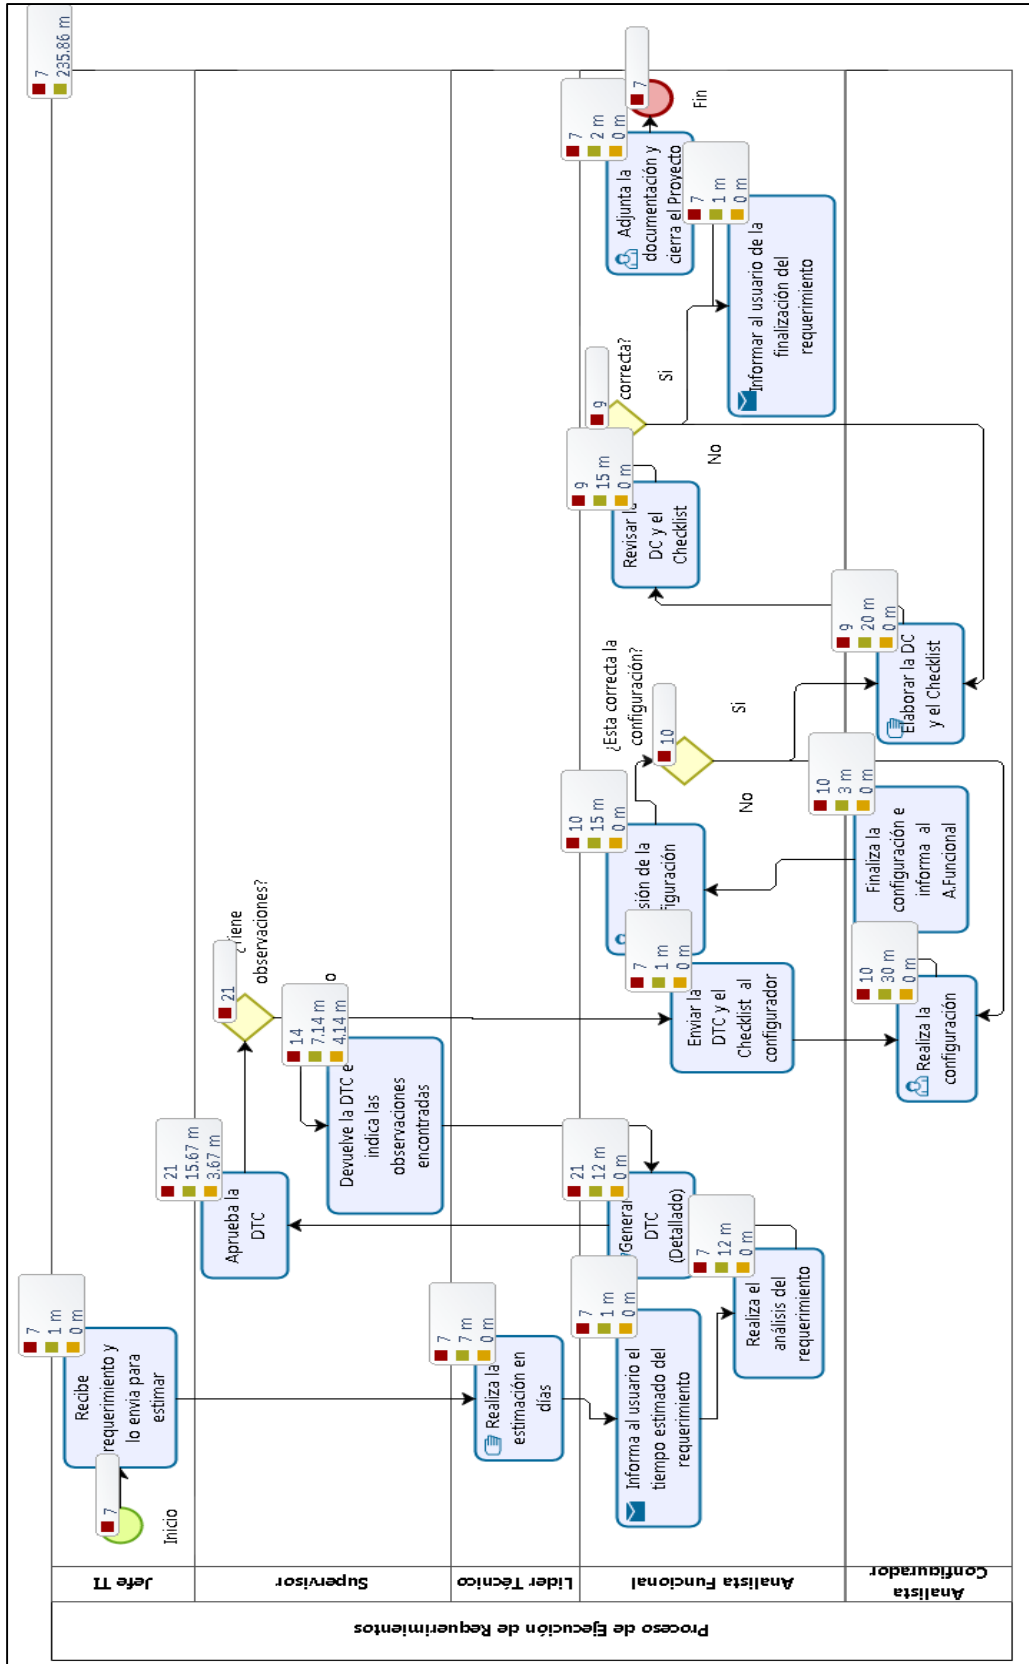 Proceso de Ejecución de Requerimientos
Jefe TI
Supervisor
Lider Técnico
Analista Funcional
Analista
Configurador
7
235.86 m
Inicio
7
Recibe
requerimiento y
lo envia para
estimar
7
1 m
0 m
Aprueba la
DTC
21
15.67 m
3.67 m
¿Tiene
observaciones?
21
Devuelve la DTC e
indica las
observaciones
encontradas
14
7.14 m
4.14 m
o
Realiza la
estimación en
días
7
7 m
0 m
Informa al usuario el
tiempo estimado del
requerimiento
7
1 m
0 m
Realiza el
análisis del
requerimiento
7
12 m
0 m
General
DTC
(Detallado)
21
12 m
0 m
Enviar la
DTC y el
Checklist al
configurador
7
1 m
0 m
sión de la
figuración
10
15 m
0 m
¿Esta correcta la
configuración?
10
No
Si
Realiza la
configuración
10
30 m
0 m
Finaliza la
configuración e
informa al
A.Funcional
10
3 m
0 m
Elaborar la DC
y el Checklist
9
20 m
0 m
Revisar la
DC y el
Checklist
9
15 m
0 m
correcta?
9
No
Si
Informar al usuario de la
finalización del
requerimiento
7
1 m
0 m
Adjunta la
documentación y
cierra el Proyecto
7
2 m
0 m
7
Fin